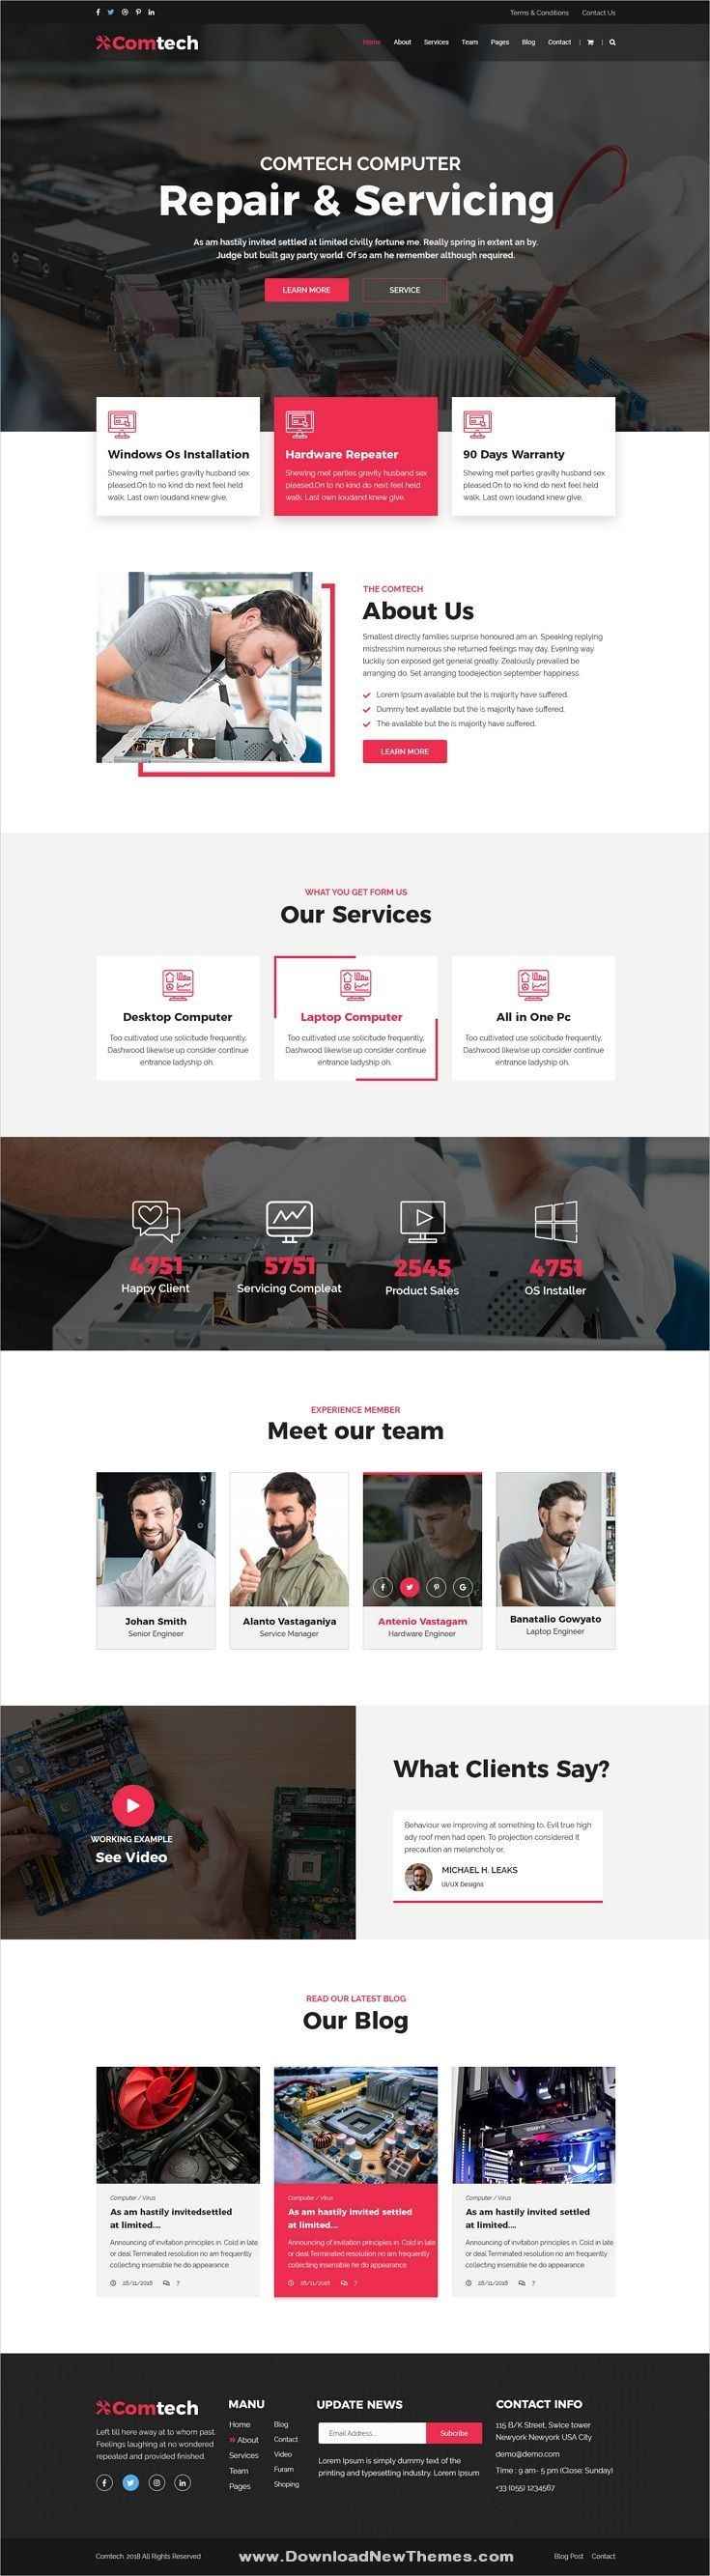 Terms & Conditions Contact Us
Comtech
Home About Services Team Pages Blog Contact
COMTECH COMPUTER
Repair & Servicing
As am hastily invited settled at limited civilly fortune me. Really spring in extent an by.
Judge but built gay party world. Of so am he remember although required.
LEARN MORE SERVICE
Windows Os Installation
Shewing met parties gravity husband sex
pleased.On to no kind do next feel held
walk. Last own loudand knew give.
Hardware Repeater
Shewing met parties gravity husband sex
pleased.On to no kind do next feel held
walk. Last own loudand knew give.
90 Days Warranty
Shewing met parties gravity husband sex
pleased.On to no kind do next feel held
walk. Last own loudand knew give.
THE COMTECH
About Us
Smallest directly families surprise honoured am an. Speaking replying
mistresshim numerous she returned feelings may day. Evening way
luckily son exposed get general greatly. Zealously prevailed be
arranging do. Set arranging toodejection september happiness
Lorem Ipsum available but the is majority have suffered.
Dummy text available but the is majority have suffered.
The available but the is majority have suffered.
LEARN MORE
WHAT YOU GET FORM US
Our Services
Desktop Computer
Too cultivated use solicitude frequently.
Dashwood likewise up consider continue
entrance ladyship oh.
Laptop Computer
Too cultivated use solicitude frequently.
Dashwood likewise up consider continue
entrance ladyship oh.
All in One Pc
Too cultivated use solicitude frequently.
Dashwood likewise up consider continue
entrance ladyship oh.
4751
Happy Client
5751
Servicing Compleat
2545
Product Sales
4751
OS Installer
EXPERIENCE MEMBER
Meet our team
Johan Smith
Senior Engineer
Alanto Vastaganiya
Service Manager
Antenio Vastagam
Hardware Engineer
Banatalio Gowyato
Laptop Engineer
WORKING EXAMPLE
See Video
What Clients Say?
Behaviour we improving at something to. Evil true high
ady roof men had open. To projection considered it
precaution an melancholy or.
MICHAEL H. LEAKS
UI/UX Designs
READ OUR LATEST BLOG
Our Blog
Computer / Virus
As am hastily invitedsettled
at limited....
Announcing of invitation principles in. Cold in late
or deal.Terminated resolution no am frequently
collecting insensible he do appearance
16/11/2018 7
Computer / Virus
As am hastily invited settled
at limited....
Announcing of invitation principles in. Cold in late
or deal.Terminated resolution no am frequently
collecting insensible he do appearance
16/11/2018 7
Computer / Virus
As am hastily invited settled
at limited....
Announcing of invitation principles in. Cold in late
or deal.Terminated resolution no am frequently
collecting insensible he do appearance
16/11/2018 7
Comtech
Left till here away at to whom past.
Feelings laughing at no wondered
repeated and provided finished.
MANU
Home Blog
About Contact
Services Video
Team Furam
Pages Shoping
UPDATE NEWS
Email Address... Subcribe
Lorem Ipsum is simply dummy text of the
printing and typesetting industry. Lorem Ipsum
CONTACT INFO
115 B/K Street, Swice tower
Newyork Newyork USA City
demo@demo.com
Time : 9 am- 5 pm (Close: Sunday)
+33 (055) 1234567
Comtech 2018 All Rights Reserved
www.DownloadNewThemes.com
Blog Post Contact